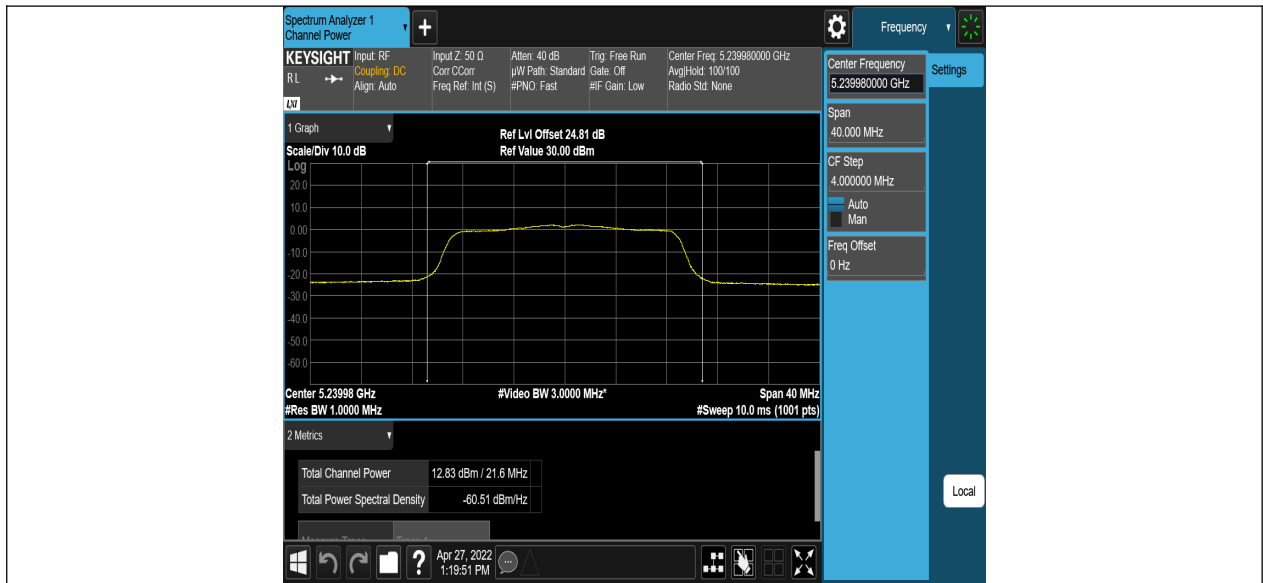 Spectrum Analyzer 1
Channel Power
+
Frequency
KEYSIGHT
RL
LXI
Input: RF
Coupling: DC
Align: Auto
Input Z: 50 Ω
Corr CCorr
Freq Ref: Int (S)
Atten: 40 dB
µW Path: Standard
#PNO: Fast
Trig: Free Run
Gate: Off
#IF Gain: Low
Center Freq: 5.239980000 GHz
Avg|Hold: 100/100
Radio Std: None
Center Frequency
5.239980000 GHz
Settings
Span
40.000 MHz
CF Step
4.000000 MHz
Auto
Man
Freq Offset
0 Hz
Local
1 Graph
Scale/Div 10.0 dB
Ref Lvl Offset 24.81 dB
Ref Value 30.00 dBm
Log
20.0
10.0
0.00
-10.0
-20.0
-30.0
-40.0
-50.0
-60.0
Center 5.23998 GHz
#Video BW 3.0000 MHz*
Span 40 MHz
#Res BW 1.0000 MHz
#Sweep 10.0 ms (1001 pts)
2 Metrics
Total Channel Power 12.83 dBm / 21.6 MHz
Total Power Spectral Density -60.51 dBm/Hz
?
Apr 27, 2022
1:19:51 PM